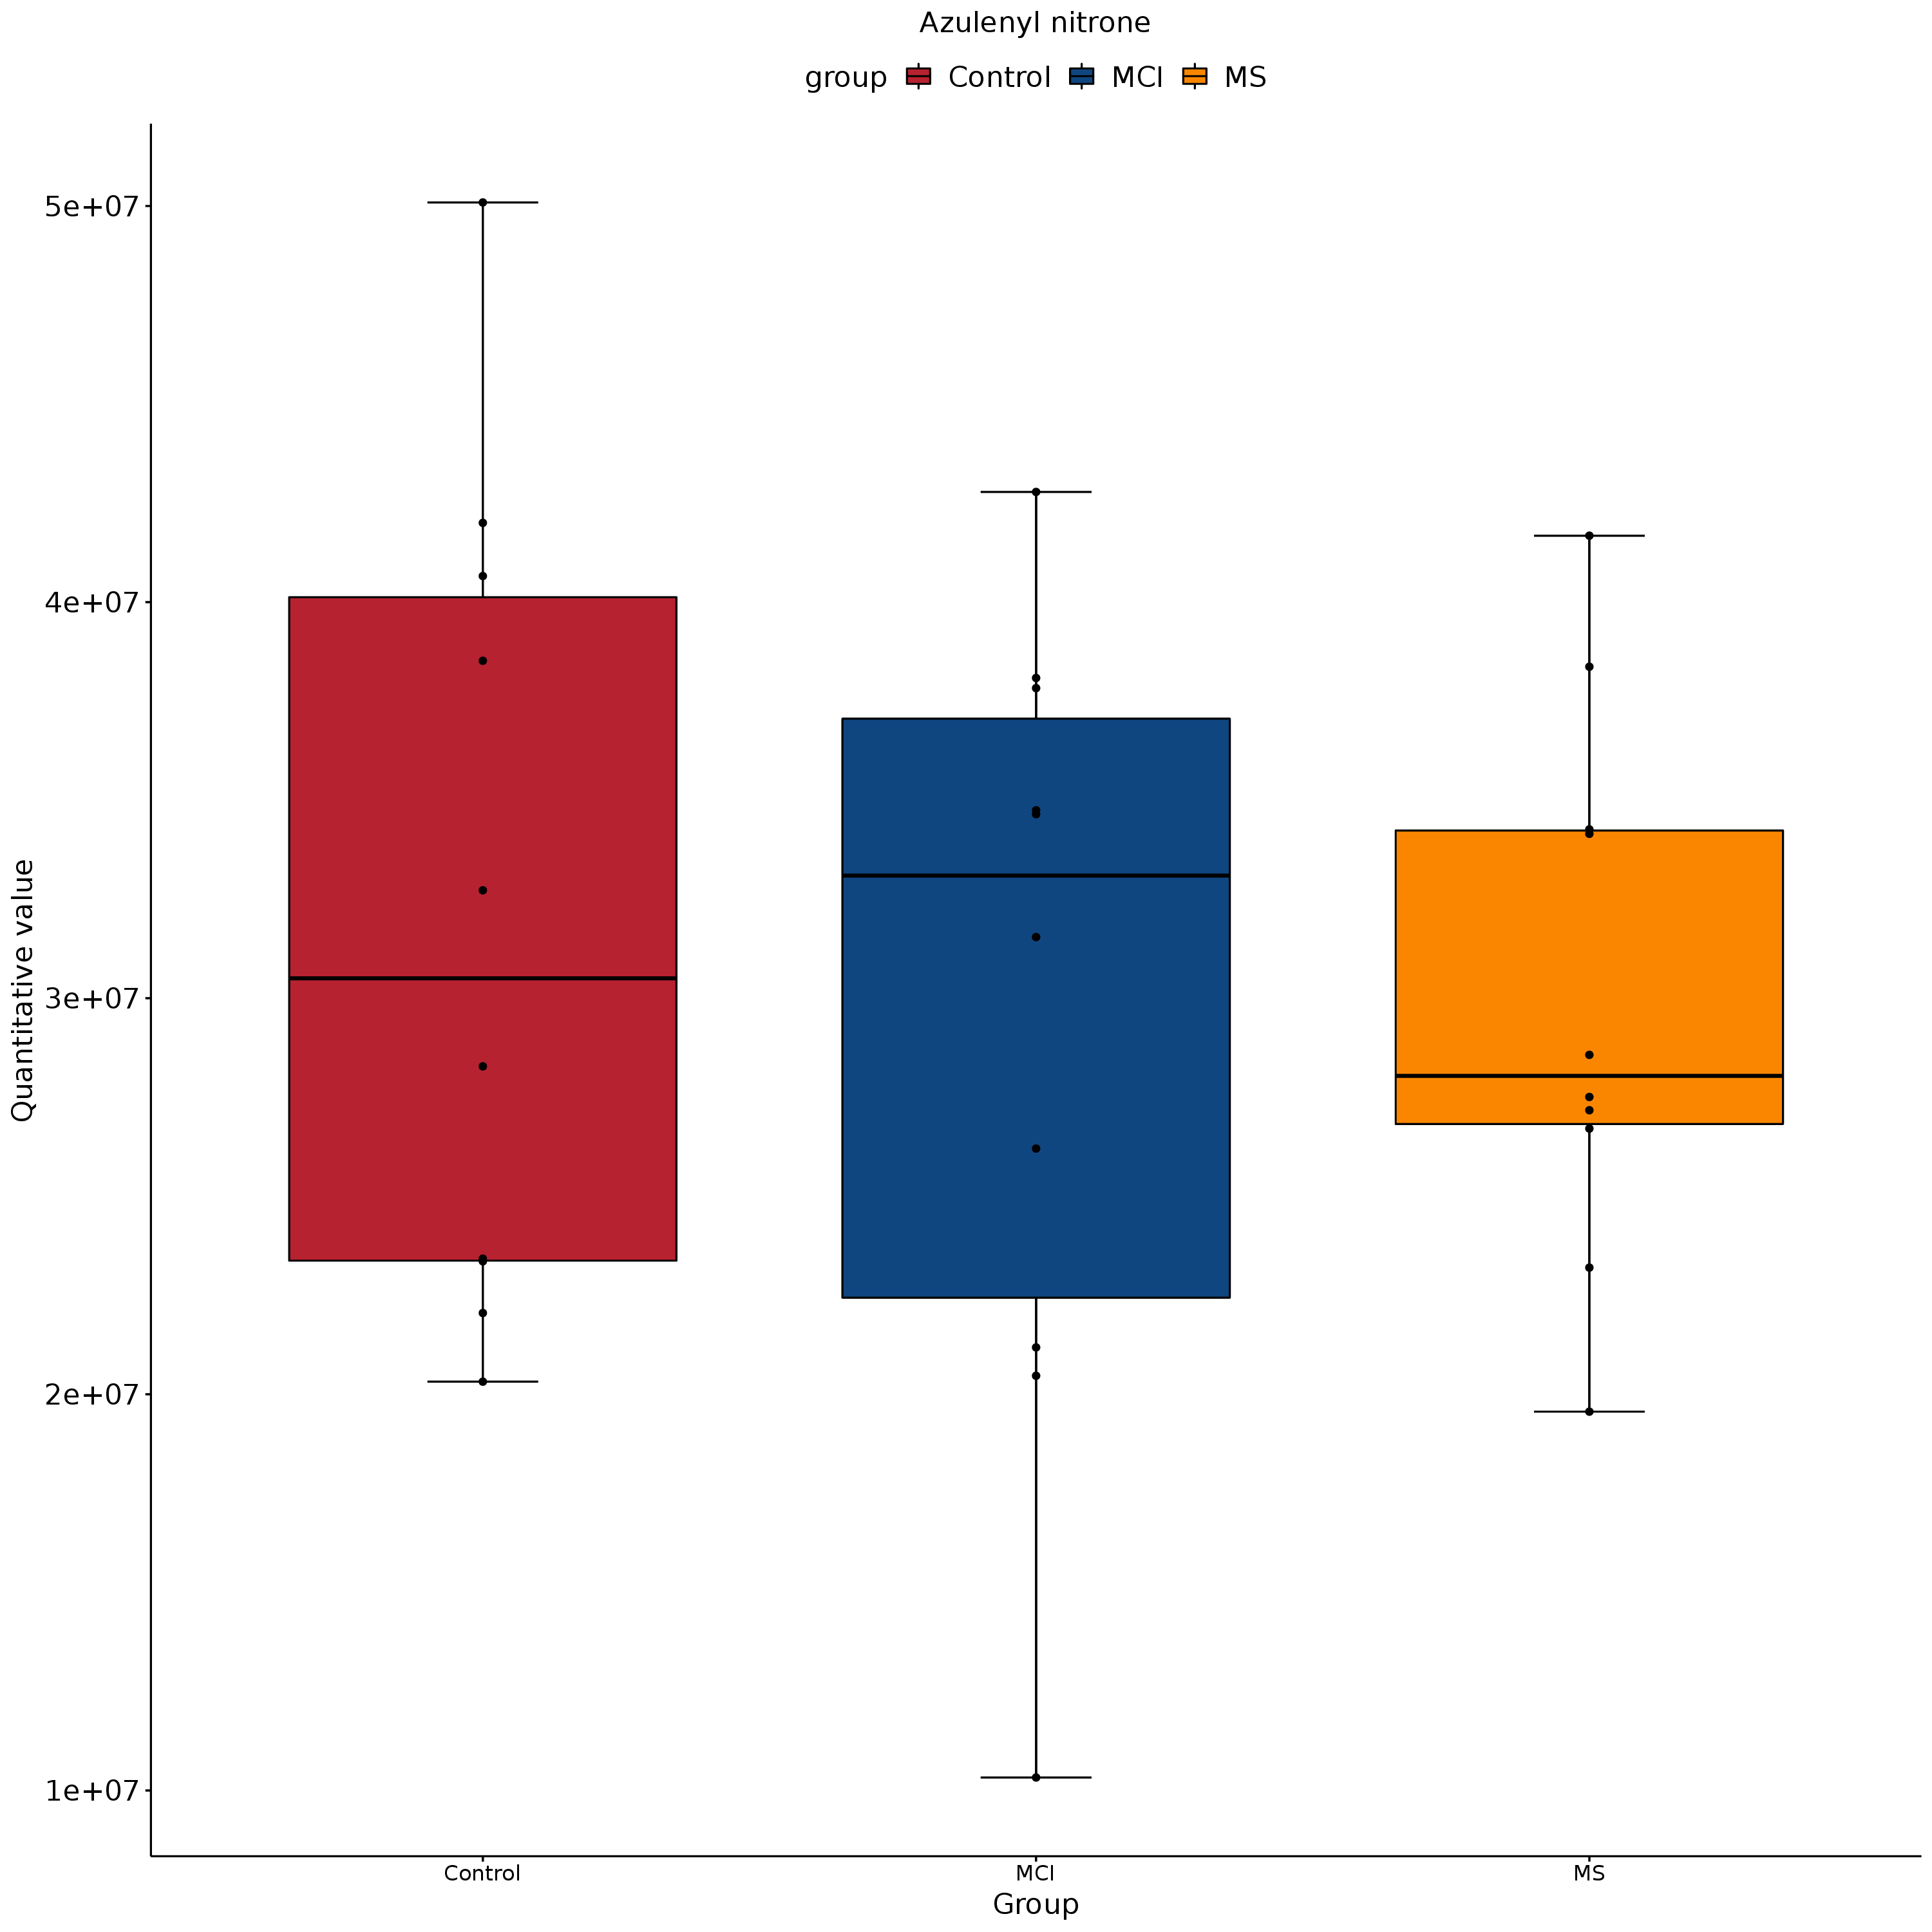 Azulenyl nitrone
group Control MCI MS
5e+07
4e+07
3e+07
2e+07
1e+07
Quantitative value
Control MCI MS
Group